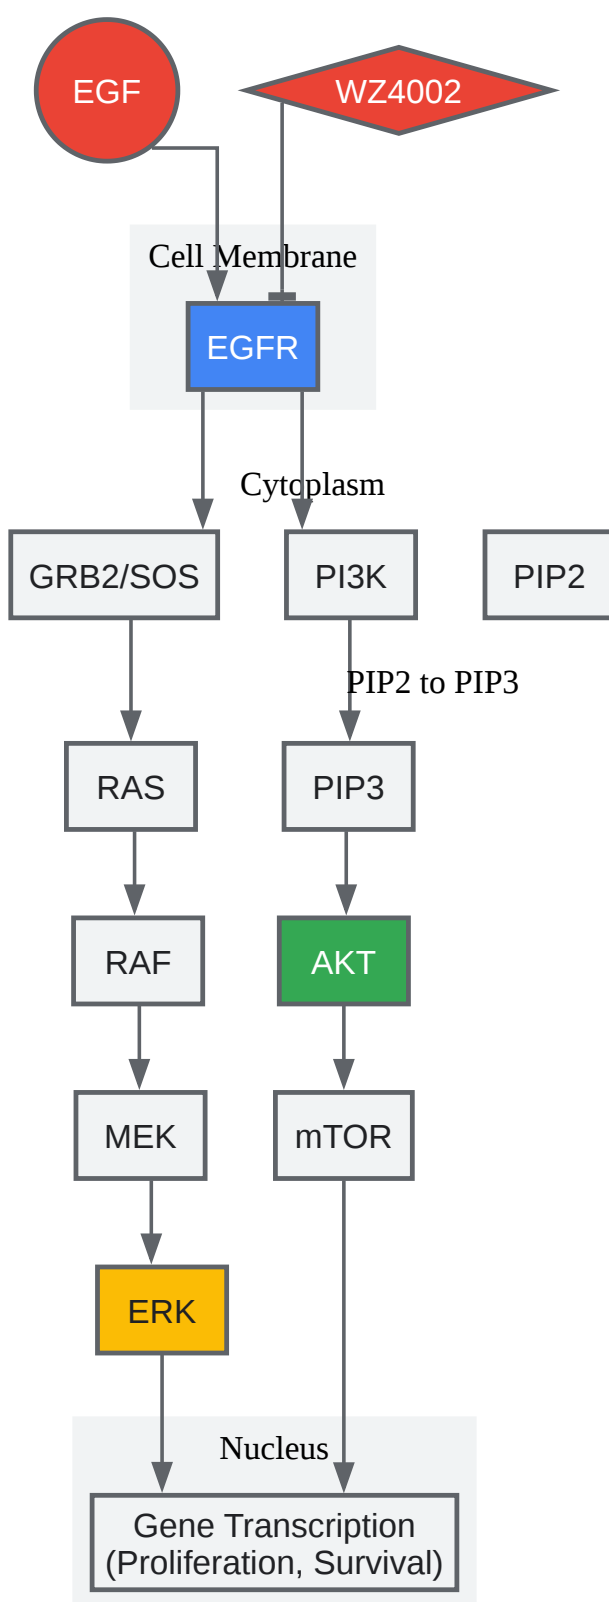 EGF
WZ4002
Cell Membrane
EGFR
Cytoplasm
GRB2/SOS
PI3K
PIP2
PIP2 to PIP3
RAS
PIP3
RAF
AKT
MEK
mTOR
ERK
Nucleus
Gene Transcription
(Proliferation, Survival)